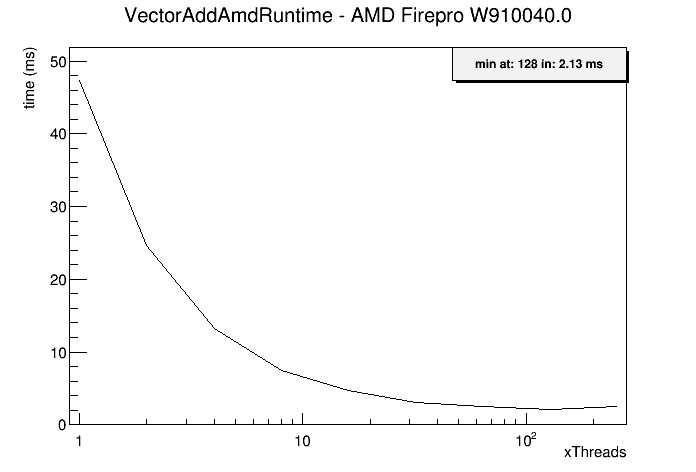 VectorAddAmdRuntime - AMD Firepro W910040.0
time (ms)
min at: 128 in: 2.13 ms
50
40
30
20
10
0
1
10
10²
xThreads